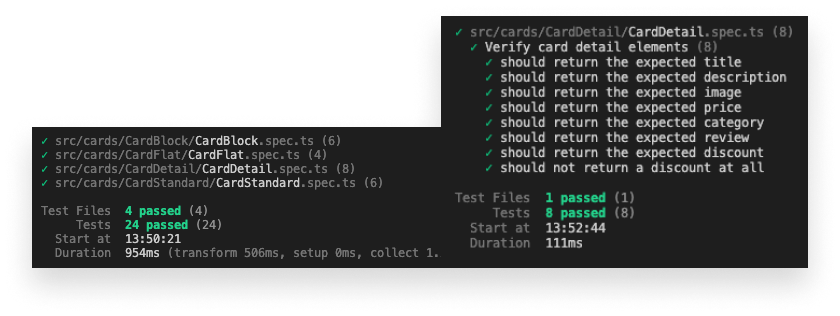 ✓ src/cards/CardBlock/CardBlock.spec.ts (6)
✓ src/cards/CardFlat/CardFlat.spec.ts (4)
✓ src/cards/CardDetail/CardDetail.spec.ts (8)
✓ src/cards/CardStandard/CardStandard.spec.ts (6)
Test Files 4 passed (4)
Tests 24 passed (24)
Start at 13:50:21
Duration 954ms (transform 506ms, setup 0ms, collect 1..
✓ src/cards/CardDetail/CardDetail.spec.ts (8)
✓ Verify card detail elements (8)
✓ should return the expected title
✓ should return the expected description
✓ should return the expected image
✓ should return the expected price
✓ should return the expected category
✓ should return the expected review
✓ should return the expected discount
✓ should not return a discount at all
Test Files 1 passed (1)
Tests 8 passed (8)
Start at 13:52:44
Duration 111ms